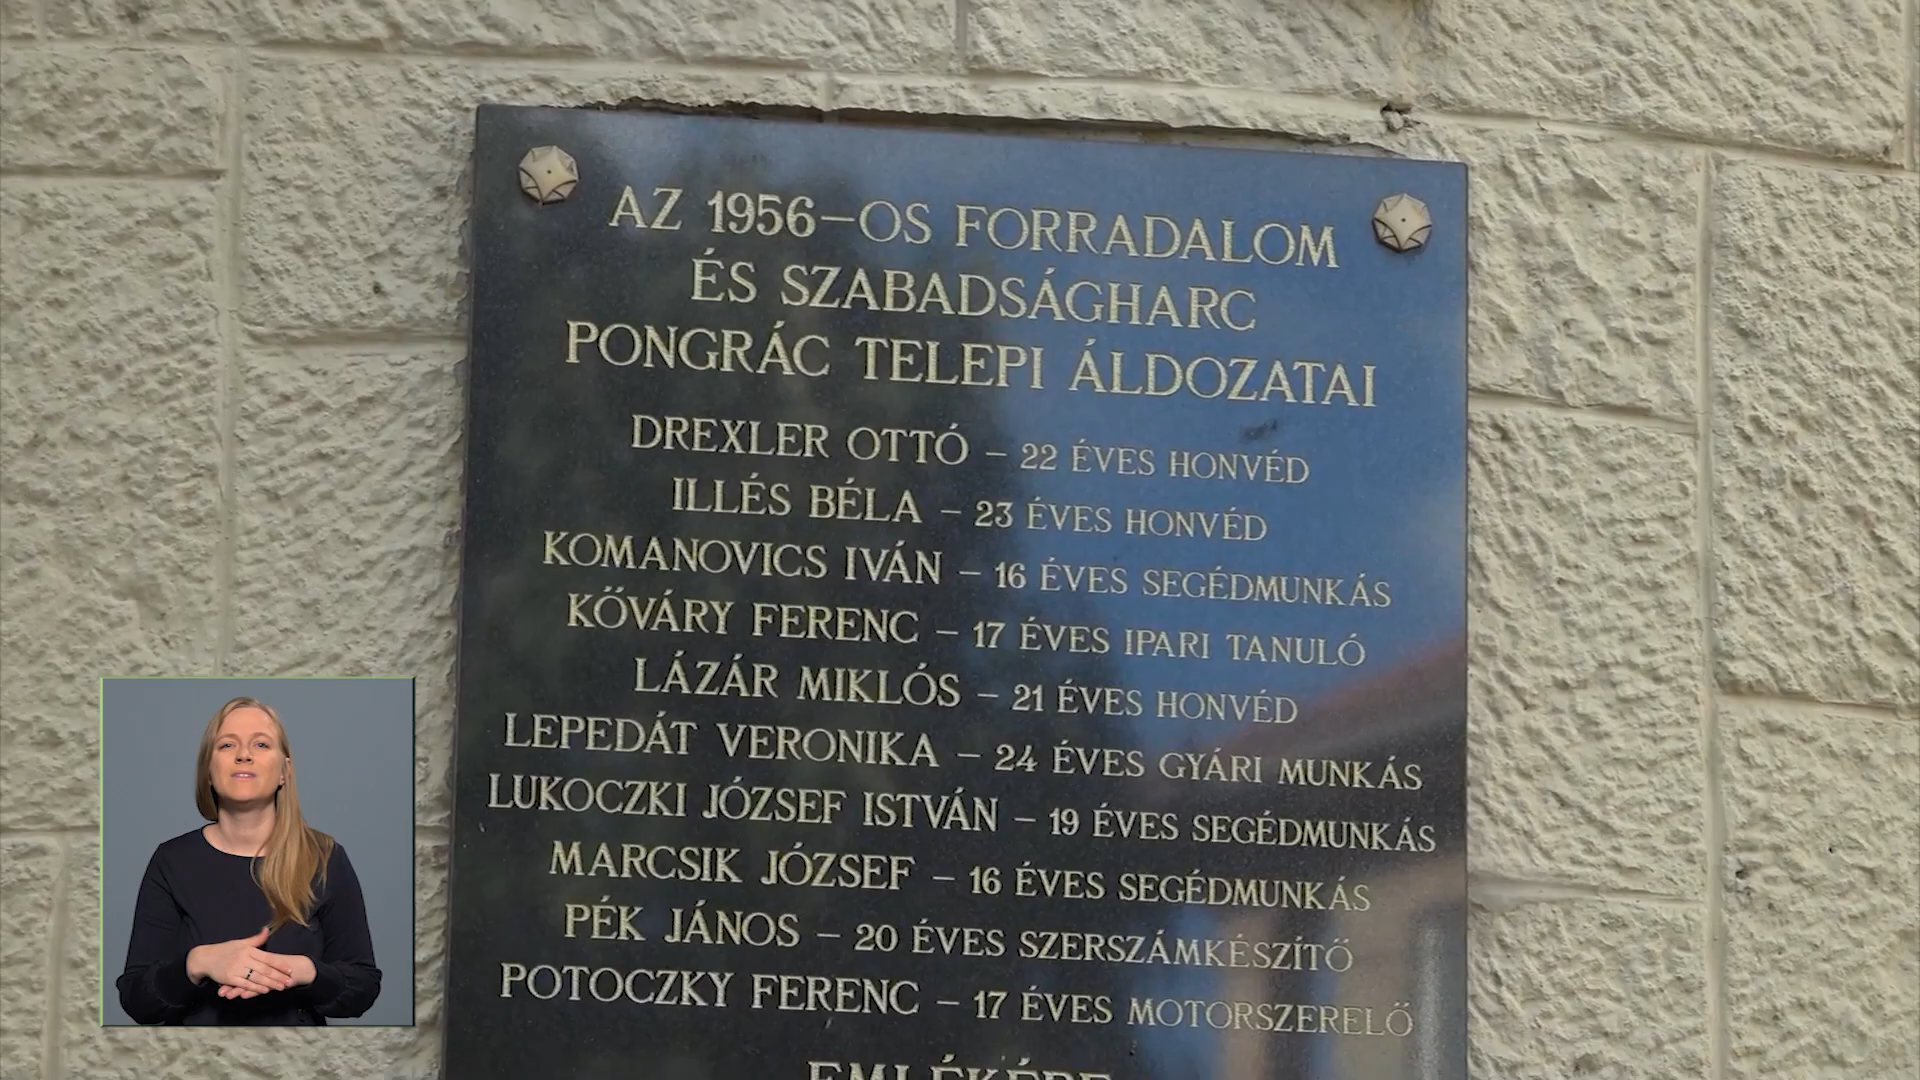 AZ 1956-OS FORRADALOM
ÉS SZABADSÁGHARC
PONGRÁC TELEPI ÁLDOZATAI
DREXLER OTTÓ - 22 ÉVES HONVÉD
ILLÉS BÉLA - 23 ÉVES HONVÉD
KOMANOVICS IVÁN - 16 ÉVES SEGÉDMUNKÁS
KŐVÁRY FERENC - 17 ÉVES IPARI TANULÓ
LÁZÁR MIKLÓS - 21 ÉVES HONVÉD
LEPEDÁT VERONIKA - 24 ÉVES GYÁRI MUNKÁS
LUKOCZKI JÓZSEF ISTVÁN - 19 ÉVES SEGÉDMUNKÁS
MARCSIK JÓZSEF - 16 ÉVES SEGÉDMUNKÁS
PÉK JÁNOS - 20 ÉVES SZERSZÁMKÉSZÍTŐ
POTOCZKY FERENC - 17 ÉVES MOTORSZERELŐ
EMLÉKÉRE